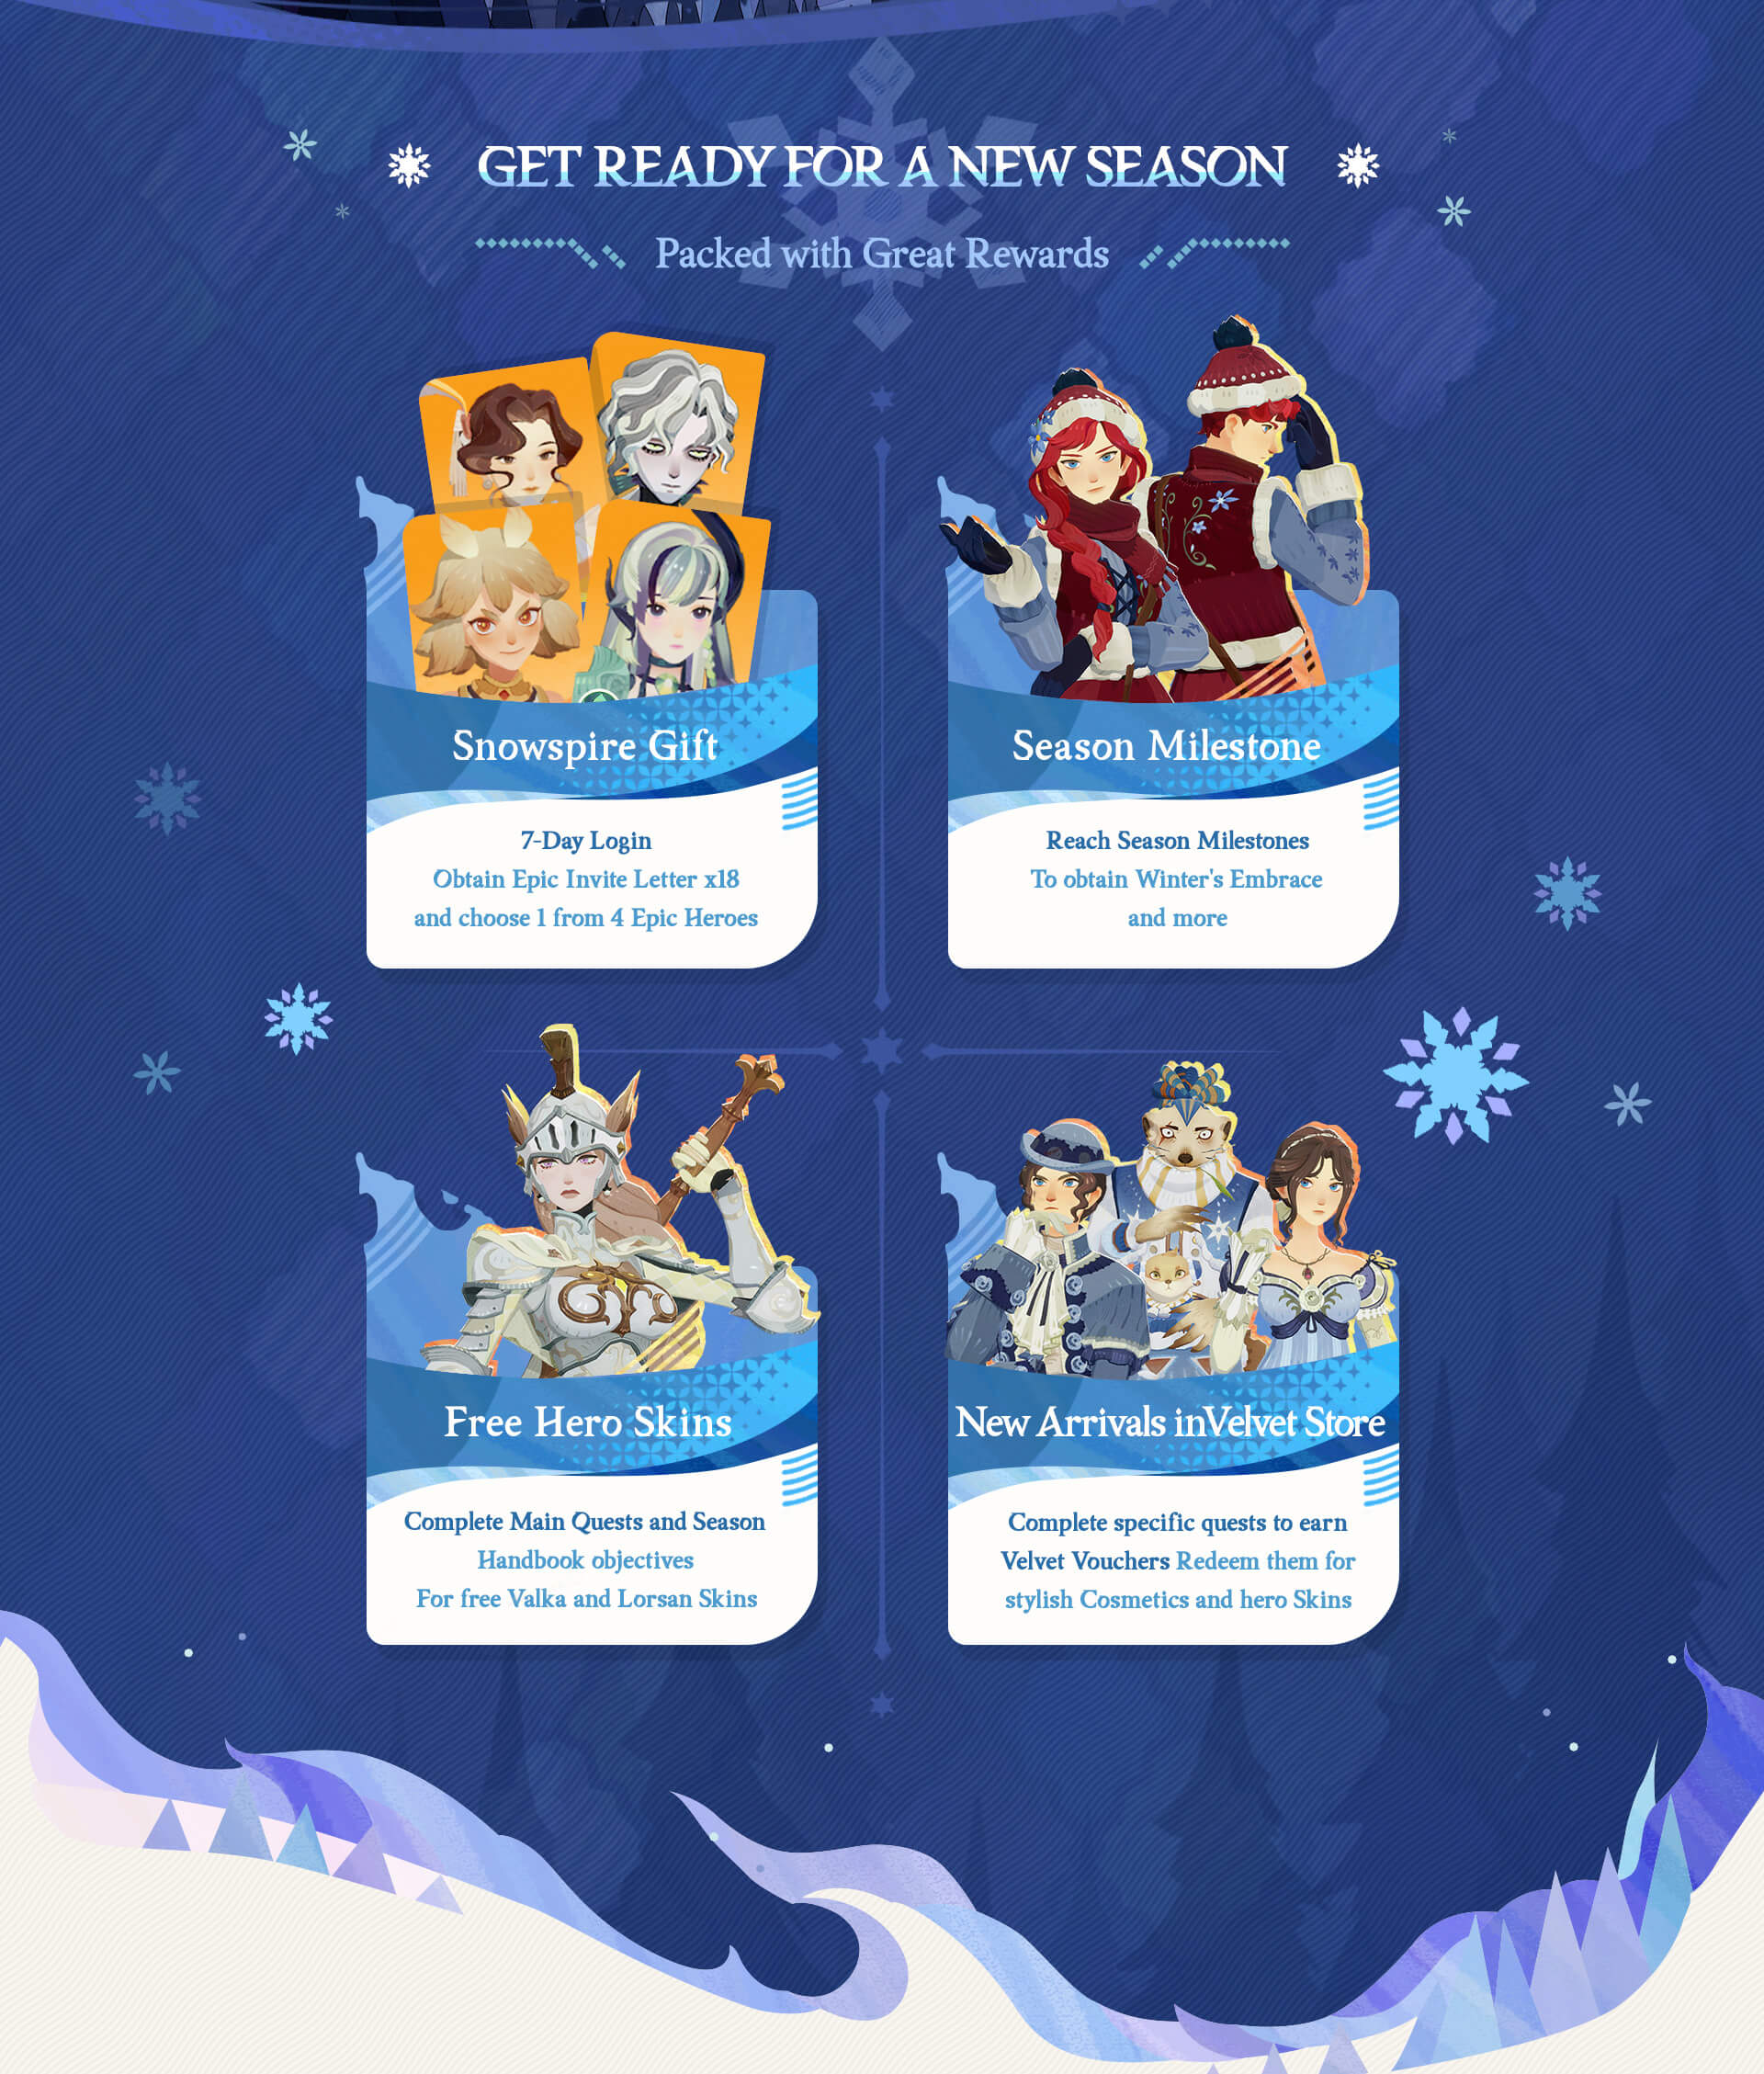 GET READY FOR A NEW SEASON
Packed with Great Rewards
Snowspire Gift
7-Day Login
Obtain Epic Invite Letter x18
and choose 1 from 4 Epic Heroes
Season Milestone
Reach Season Milestones
To obtain Winter's Embrace
and more
Free Hero Skins
Complete Main Quests and Season
Handbook objectives
For free Valka and Lorsan Skins
New Arrivals inVelvet Store
Complete specific quests to earn
Velvet Vouchers Redeem them for
stylish Cosmetics and hero Skins